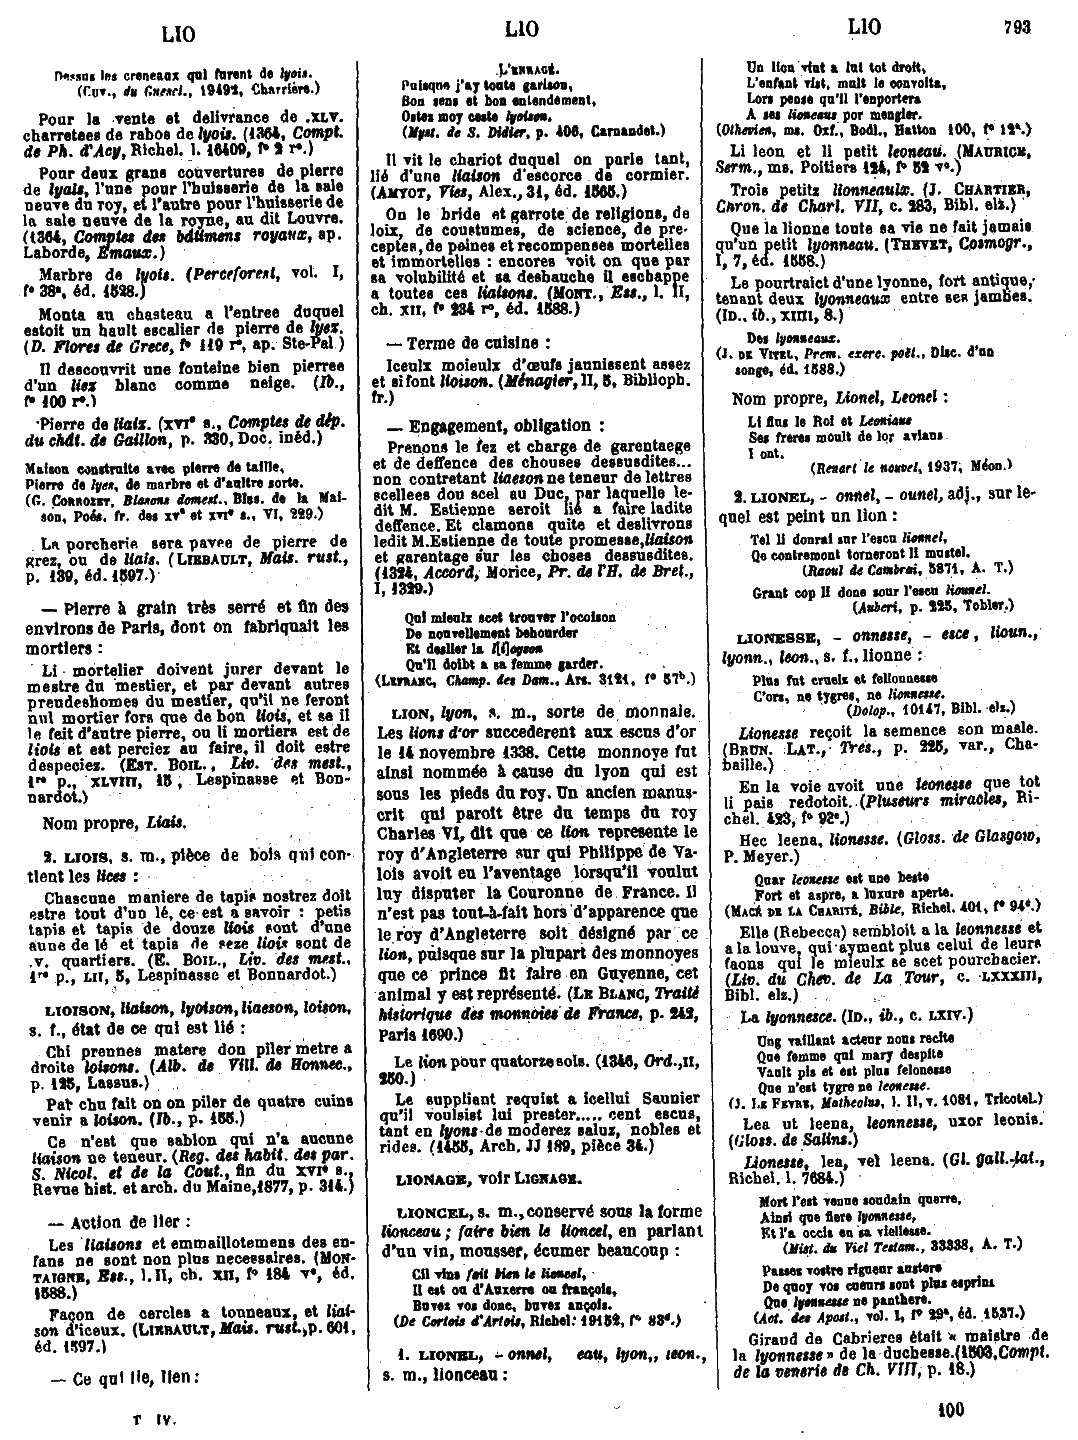 LIO
LIO
LIO
793
Dessus les creneaux qui furent de lyois.
(Cuv., du Guescl., 19492, Charrière.)
Pour la vente et delivrance de .XLV.
charretees de rabos de lyois. (1364, Compt.
de Ph. d'Acy, Richel. l. 16409, fº 2 rº.)
Pour deux grans couvertures de pierre
de lyais, l'une pour l'huisserie de la sale
neuve du roy, et l'autre pour l'huisserie de
la sale neuve de la royne, au dit Louvre.
(1364, Comptes des bâtimens royaux, ap.
Laborde, Emaux.)
Marbre de lyois. (Perceforest, vol. I,
fº 38ª, éd. 1528.)
Monta au chasteau a l'entree duquel
estoit un hault escalier de pierre de lyez.
(D. Flores de Grece, fº 119 rº, ap. Ste-Pal.)
Il descouvrit une fonteine bien pierree
d'un liez blanc comme neige. (Ib.,
fº 100 rº.)
Pierre de liaiz. (XVIe s., Comptes de dép.
du chât. de Gaillon, p. 330, Doc. inéd.)
Maison construite avec pierre de taille,
Pierre de lyes, de marbre et d'aultre sorte.
(G. Corrozet, Blasons domest., Blas. de la Mai-
son, Poés. fr. des xve et xvie s., VI, 229.)
La porcherie sera pavee de pierre de
grez, ou de liais. (LIEBAULT, Mais. rust.,
p. 139, éd. 1597.)
— Pierre à grain très serré et fin des
environs de Paris, dont on fabriquait les
mortiers :
Li mortelier doivent jurer devant le
mestre du mestier, et par devant autres
preudeshomes du mestier, qu'il ne feront
nul mortier fors que de bon liois, et se il
le feit d'autre pierre, ou li mortiers est de
liois et est perciez au faire, il doit estre
despeciez. (EST. BOIL., Liv. des mest.,
1re p., XLVIII, 15, Lespinasse et Bon-
nardot.)
Nom propre, Liais.
2. LIOIS, s. m., pièce de bois qui con-
tient les lices :
Chascune maniere de tapis nostrez doit
estre tout d'un lé, ce est a savoir : petis
tapis et tapis de douze liois sont d'une
aune de lé et tapis de seze liois sont de
.v. quartiers. (E. BOIL., Liv. des mest.,
1re p., LII, 5, Lespinasse et Bonnardot.)
LIOISON, liaison, lyoison, liaeson, loison,
s. f., état de ce qui est lié :
Chi prennes matere don piler metre a
droite loisons. (Alb. de Vill. de Honnec.,
p. 125, Lassus.)
Pat chu fait on on piler de quatre cuins
venir a loison. (Ib., p. 155.)
Ce n'est que sablon qui n'a aucune
liaison ne teneur. (Reg. des habit. des par.
S. Nicol. et de la Cout., fin du XVIe s.,
Revue hist. et arch. du Maine, 1877, p. 314.)
— Action de lier :
Les liaisons et emmaillotemens des en-
fans ne sont non plus necessaires. (MON-
TAIGNE, Ess., l. II, ch. XII, fº 184 vº, éd.
1588.)
Façon de cercles a tonneaux, et liai-
son d'iceux. (LIEBAULT, Mais. rust., p. 601,
éd. 1597.)
— Ce qui lie, lien :
T IV.
L'ENRAGÉ.
Puisque j'ay toute garison,
Bon sens et bon entendement,
Ostes moy ceste lyoison.
(Myst. de S. Didier, p. 406, Carnandet.)
Il vit le chariot duquel on parle tant,
lié d'une liaison d'escorce de cormier.
(AMYOT, Vies, Alex., 31, éd. 1565.)
On le bride et garrote de religions, de
loix, de coustumes, de science, de pre-
ceptes, de peines et recompenses mortelles
et immortelles : encores voit on que par
sa volubilité et sa desbauche il eschappe
a toutes ces liaisons. (MONT., Ess., l. II,
ch. XII, fº 234 rº, éd. 1588.)
— Terme de cuisine :
Iceulx moieulx d'œufs jaunissent assez
et si font lioison. (Ménagier, II, 5, Biblioph.
fr.)
— Engagement, obligation :
Prenons le fez et charge de garentaege
et de deffence des chouses dessusdites...
non contretant liaeson ne teneur de lettres
scellees dou scel au Duc, par laquelle le-
dit M. Estienne seroit lié a faire ladite
deffence. Et clamons quite et deslivrons
ledit M. Estienne de toute promesse, liaison
et garentage sur les choses dessusdites.
(1324, Accord, Morice, Pr. de l'H. de Bret.,
I, 1329.)
Qui mieulx scet trouver l'ocoison
De nouvellement behourder
Et deslier la l[i]oyson
Qu'il doibt a sa femme garder.
(LEFRANC, Champ. des Dam., Ars. 3121, fº 57b.)
LION, lyon, s. m., sorte de monnaie.
Les lions d'or succederent aux escus d'or
le 14 novembre 1338. Cette monnoye fut
ainsi nommée à cause du lyon qui est
sous les pieds du roy. Un ancien manus-
crit qui paroît être du temps du roy
Charles VI, dit que ce lion represente le
roy d'Angleterre sur qui Philippe de Va-
lois avoit eu l'aventage lorsqu'il voulut
luy disputer la Couronne de France. Il
n'est pas tout-à-fait hors d'apparence que
le roy d'Angleterre soit désigné par ce
lion, puisque sur la plupart des monnoyes
que ce prince fit faire en Guyenne, cet
animal y est représenté. (LE BLANC, Traité
historique des monnoies de France, p. 242,
Paris 1690.)
Le lion pour quatorze sols. (1346, Ord., II,
250.)
Le suppliant requist a icellui Saunier
qu'il voulsist lui prester..... cent escus,
tant en lyons de moderez saluz, nobles et
rides. (1455, Arch. JJ 189, pièce 34.)
LIONAGE, voir LIGNAGE.
LIONCEL, s. m., conservé sous la forme
lionceau ; faire bien le lioncel, en parlant
d'un vin, mousser, écumer beaucoup :
Cil vins fait bien le lioncel,
Il est ou d'Auxerre ou françois,
Buvez vos donc, buvez ançois.
(De Cortois d'Artois, Richel. 19152, fº 83d.)
1. LIONEL, - onnel, eau, lyon., leon.,
s. m., lionceau :
Un lion vint a lui tot droit,
L'enfant vist, mult le convoita,
Lors pense qu'il l'enportera
A ses lioneaus por mengier.
(Othevien, ms. Oxf., Bodl., Hatton 100, fº 12ª.)
Li leon et li petit leoneau. (MAURICE,
Serm., ms. Poitiers 124, fº 52 vº.)
Trois petitz lionneaulx. (J. CHARTIER,
Chron. de Charl. VII, c. 283, Bibl. elz.)
Que la lionne toute sa vie ne fait jamais
qu'un petit lyonneau. (THEVET, Cosmogr.,
I, 7, éd. 1558.)
Le pourtraict d'une lyonne, fort antique,
tenant deux lyonneaux entre ses jambes.
(ID., ib., XIIII, 8.)
Des lyonneaux.
(J. DE VITEL, Prem. exerc. poët., Disc. d'un
songe, éd. 1588.)
Nom propre, Lionel, Leonel :
Li fius le Roi et Leoniaus
Ses freres moult de lor aviaus
I ont.
(Renart le nouvel, 1937, Méon.)
2. LIONEL, - onnel, - ounel, adj., sur le-
quel est peint un lion :
Tel li donrai sur l'escu lionnel,
Qe contremont torneront li mustel.
(Raoul de Cambrai, 3871, A. T.)
Grant cop li done sour l'escu liounel.
(Auberi, p. 225, Tobler.)
LIONESSE, - onnesse, - esce, lioun.,
lyonn., leon., s. f., lionne :
Plus fut cruelx et fellonnesse
C'ors, ne tygres, ne lionnesse.
(Dolop., 10147, Bibl. elz.)
Lionesse reçoit la semence son masle.
(BRUN. LAT., Tres., p. 225, var., Cha-
baille.)
En la voie avoit une leonesse que tot
li pais redotoit. (Pluseurs miracles, Ri-
chel. 423, fº 92ª.)
Hec leena, lionesse. (Gloss. de Glasgow,
P. Meyer.)
Quar leonesse est une beste
Fort et aspre, a luxure aperte.
(MACÉ DE LA CHARITÉ, Bible, Richel. 401, fº 94c.)
Elle (Rebecca) sembloit a la leonnesse et
a la louve, qui ayment plus celui de leurs
faons qui le mieulx se scet pourchacier.
(Liv. du Chev. de La Tour, c. LXXXIII,
Bibl. elz.)
La lyonnesce. (ID., ib., c. LXIV.)
Ung vaillant acteur nous recite
Que femme qui mary despite
Vault pis et est plus felonesse
Que n'est tygre ne leonesse.
(J. LE FEVRE, Matheolus, l. II, v. 1081, Tricotel.)
Lea ut leena, leonnesse, uxor leonis.
(Gloss. de Salins.)
Lionesse, lea, vel leena. (Gl. gall.-lat.,
Richel. l. 7684.)
Mort l'est venue soudain querre,
Ainsi que fiere lyonnesse,
Et l'a occis en sa viellesse.
(Mist. du Viel Testam., 33338, A. T.)
Passez vostre rigueur austere
De quoy vos cueurs sont plus esprins
Que lyonnesse ne panthere.
(Act. des Apost., vol. I, fº 29ª, éd. 1537.)
Giraud de Cabrieres était « maistre de
la lyonnesse » de la duchesse. (1503, Compt.
de la venerie de Ch. VIII, p. 18.)
100